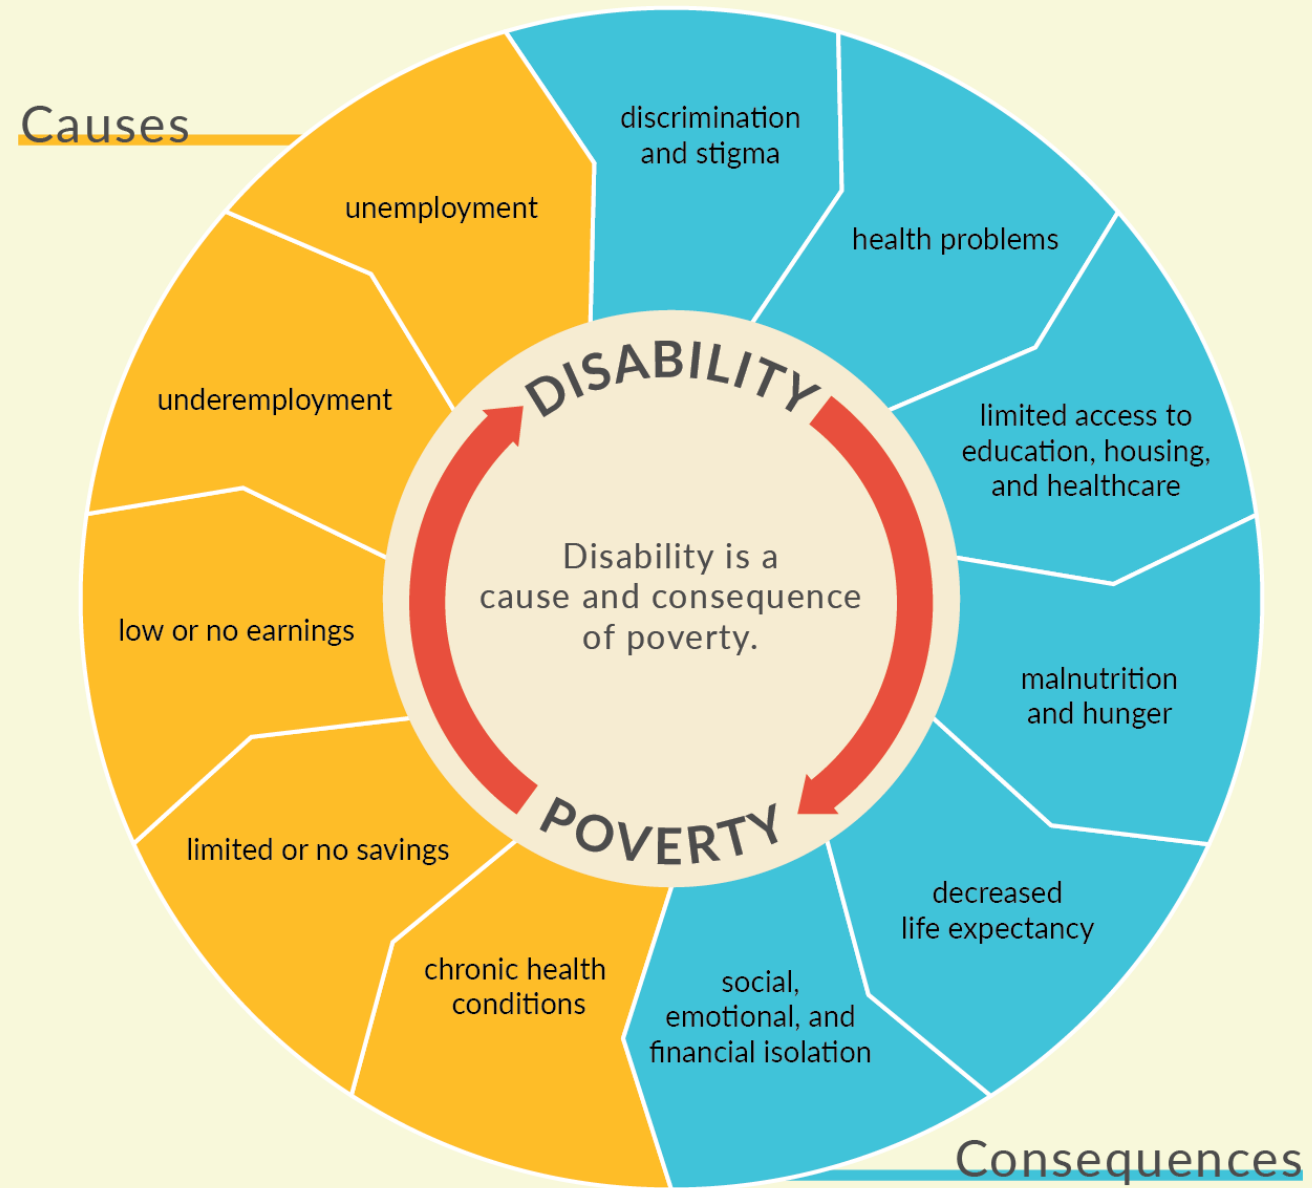 Causes
discrimination
and stigma
health problems
limited access to
education, housing,
and healthcare
malnutrition
and hunger
decreased
life expectancy
social,
emotional, and
financial isolation
chronic health
conditions
limited or no savings
low or no earnings
underemployment
unemployment
DISABILITY
Disability is a
cause and consequence
of poverty.
POVERTY
Consequences